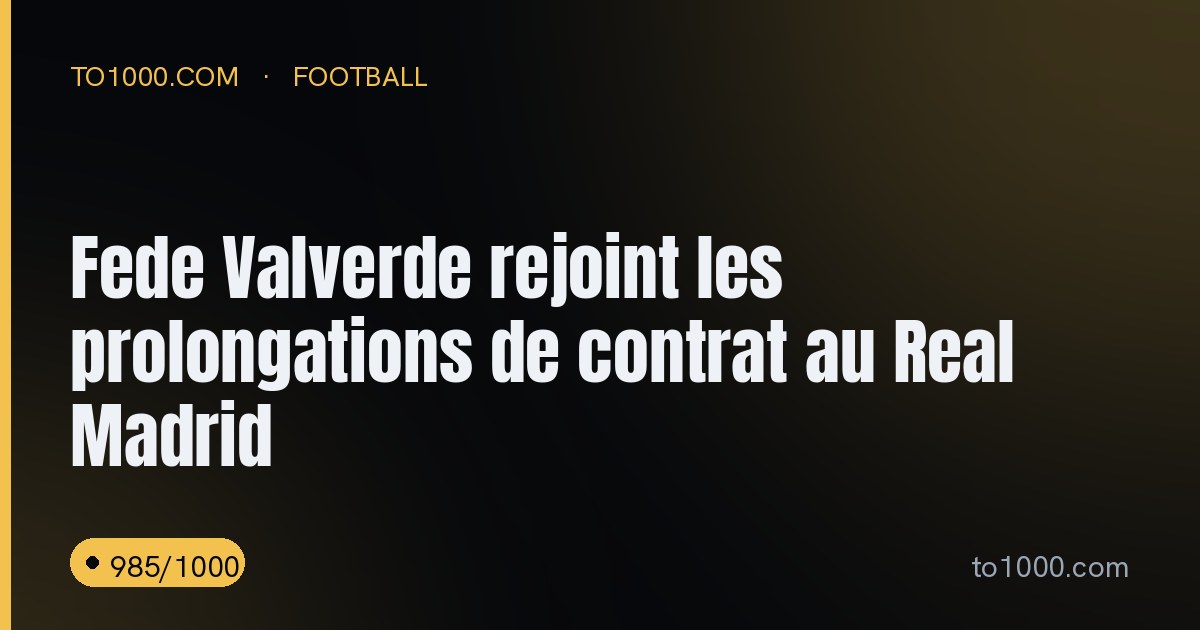 TO1000.COM · FOOTBALL
Fede Valverde rejoint les
prolongations de contrat au Real
Madrid
985/1000
to1000.com